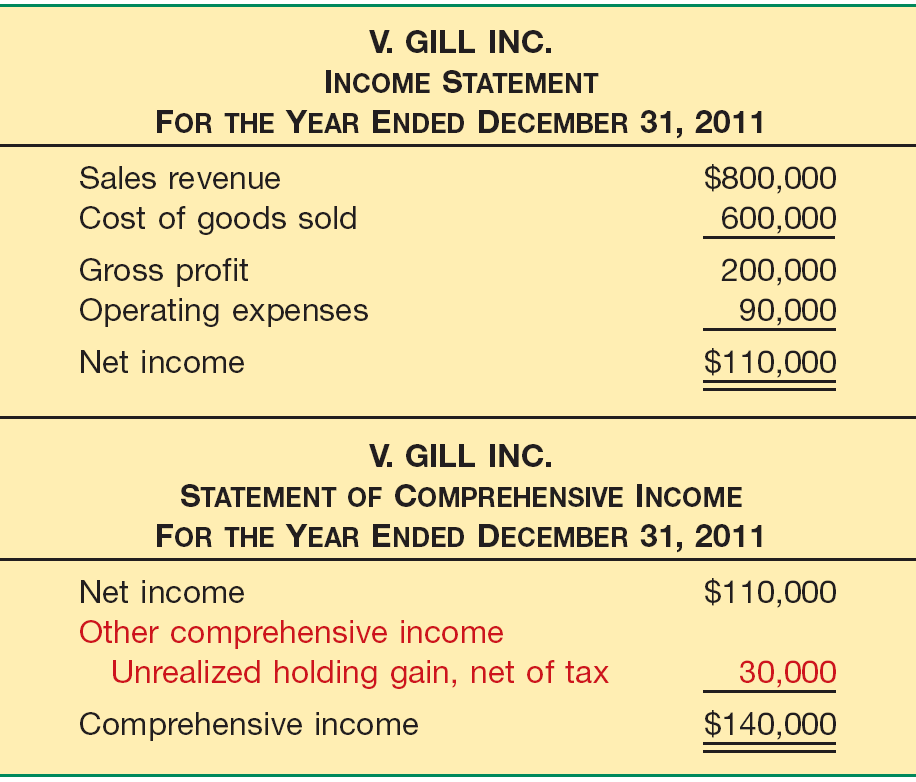 V. GILL INC.
INCOME STATEMENT
FOR THE YEAR ENDED DECEMBER 31, 2011
Sales revenue $800,000
Cost of goods sold 600,000
Gross profit 200,000
Operating expenses 90,000
Net income $110,000
V. GILL INC.
STATEMENT OF COMPREHENSIVE INCOME
FOR THE YEAR ENDED DECEMBER 31, 2011
Net income $110,000
Other comprehensive income
Unrealized holding gain, net of tax 30,000
Comprehensive income $140,000